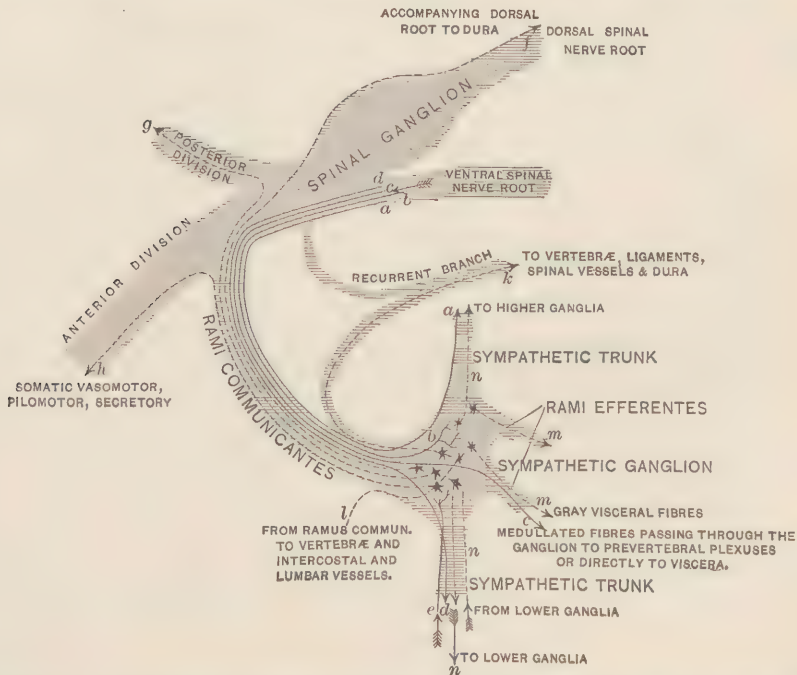 ACCOMPANYING DORSAL
ROOT TO DURA
f
DORSAL SPINAL
NERVE ROOT
SPINAL GANGLION
g
POSTERIOR
DIVISION
d
c
a
b
VENTRAL SPINAL
NERVE ROOT
ANTERIOR DIVISION
RECURRENT BRANCH
k
TO VERTEBRÆ, LIGAMENTS,
SPINAL VESSELS & DURA
h
SOMATIC VASOMOTOR,
PILOMOTOR, SECRETORY
RAMI COMMUNICANTES
a
TO HIGHER GANGLIA
SYMPATHETIC TRUNK
n
RAMI EFFERENTES
m
b
SYMPATHETIC GANGLION
m
c
GRAY VISCERAL FIBRES
MEDULLATED FIBRES PASSING THROUGH THE
GANGLION TO PREVERTEBRAL PLEXUSES
OR DIRECTLY TO VISCERA.
l
FROM RAMUS COMMUN.
TO VERTEBRÆ AND
INTERCOSTAL AND
LUMBAR VESSELS.
n
SYMPATHETIC TRUNK
e
d
FROM LOWER GANGLIA
TO LOWER GANGLIA
n